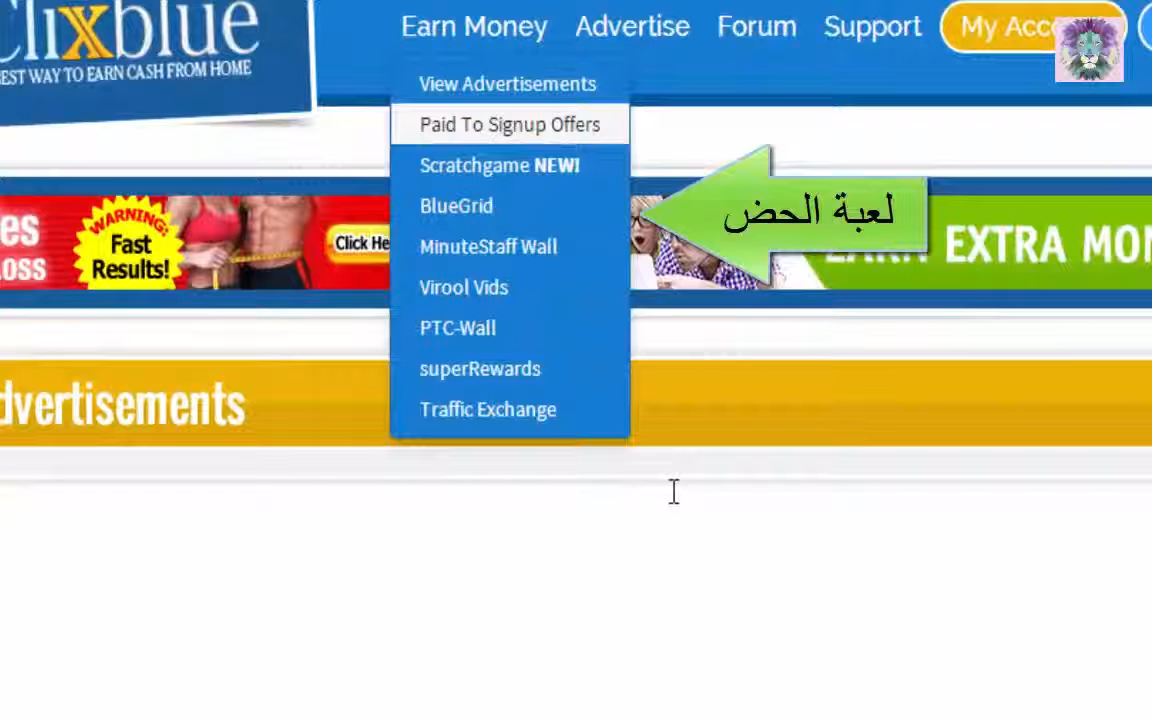 Clixblue
EST WAY TO EARN CASH FROM HOME
Earn Money
Advertise
Forum
Support
My Acc
View Advertisements
Paid To Signup Offers
Scratchgame NEW!
BlueGrid
MinuteStaff Wall
Virool Vids
PTC-Wall
superRewards
Traffic Exchange
لعبة الحض
es
oss
WARNING:
Fast
Results!
Click He
EARN EXTRA MON
dvertisements